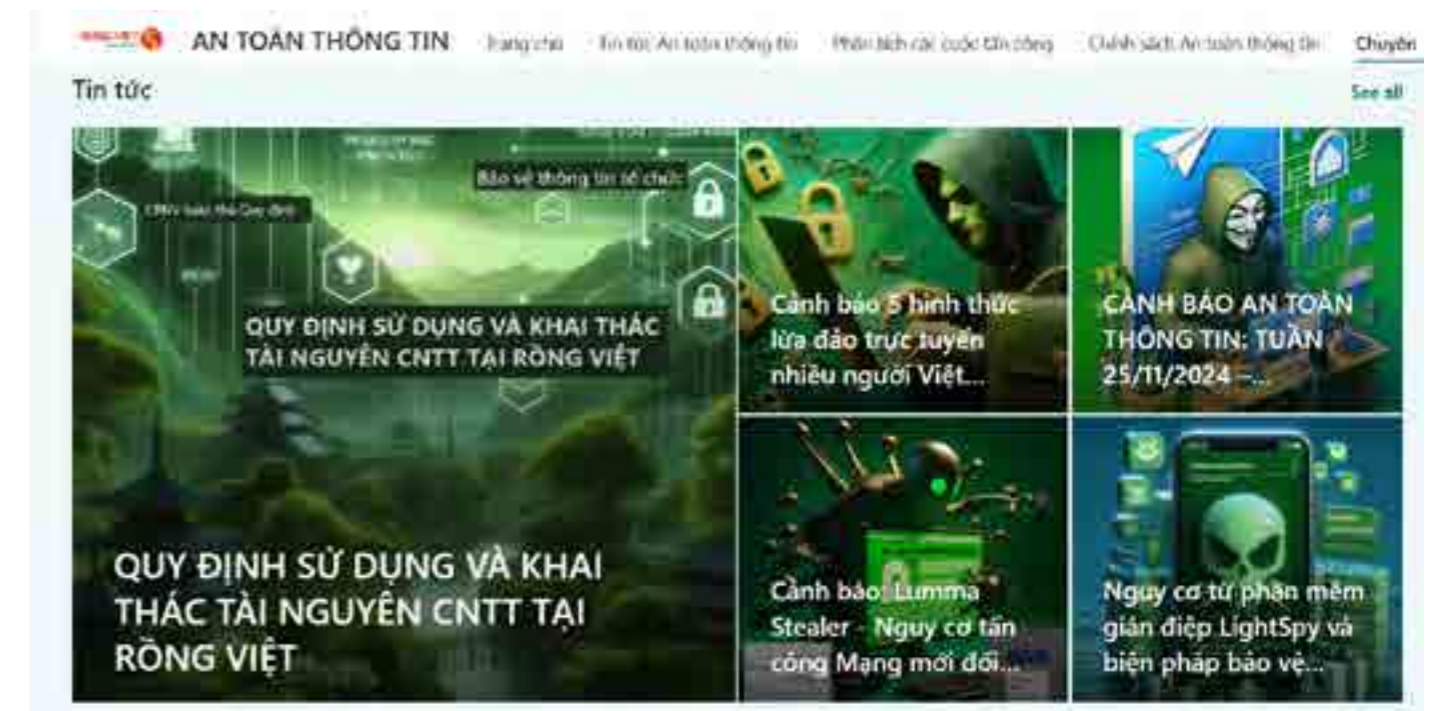 AN TOÀN THÔNG TIN Trang chủ Tin tức An toàn thông tin Phân tích các cuộc tấn công Chính sách An toàn thông tin Chuyên
Tin tức
See all
Bảo vệ thông tin tổ chức
QUY ĐỊNH SỬ DỤNG VÀ KHAI THÁC
TÀI NGUYÊN CNTT TẠI RỒNG VIỆT
QUY ĐỊNH SỬ DỤNG VÀ KHAI
THÁC TÀI NGUYÊN CNTT TẠI
RỒNG VIỆT
Cảnh báo 5 hình thức
lừa đảo trực tuyến
nhiều người Việt...
CẢNH BÁO AN TOÀN
THÔNG TIN: TUẦN
25/11/2024 –...
Cảnh báo: Lumma
Stealer - Nguy cơ tấn
công Mạng mới đối...
Nguy cơ từ phần mềm
gián điệp LightSpy và
biện pháp bảo vệ...